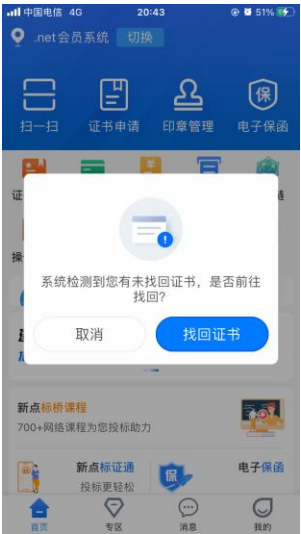 中国电信 4G 20:43 51%
.net会员系统 切换
扫一扫 证书申请 印章管理 电子保函
保
系统检测到您有未找回证书，是否前往
找回?
取消 找回证书
新点标桥课程
700+网络课程为您投标助力
新点标证通 电子保函
投标更轻松
保
首页 专区 消息 我的